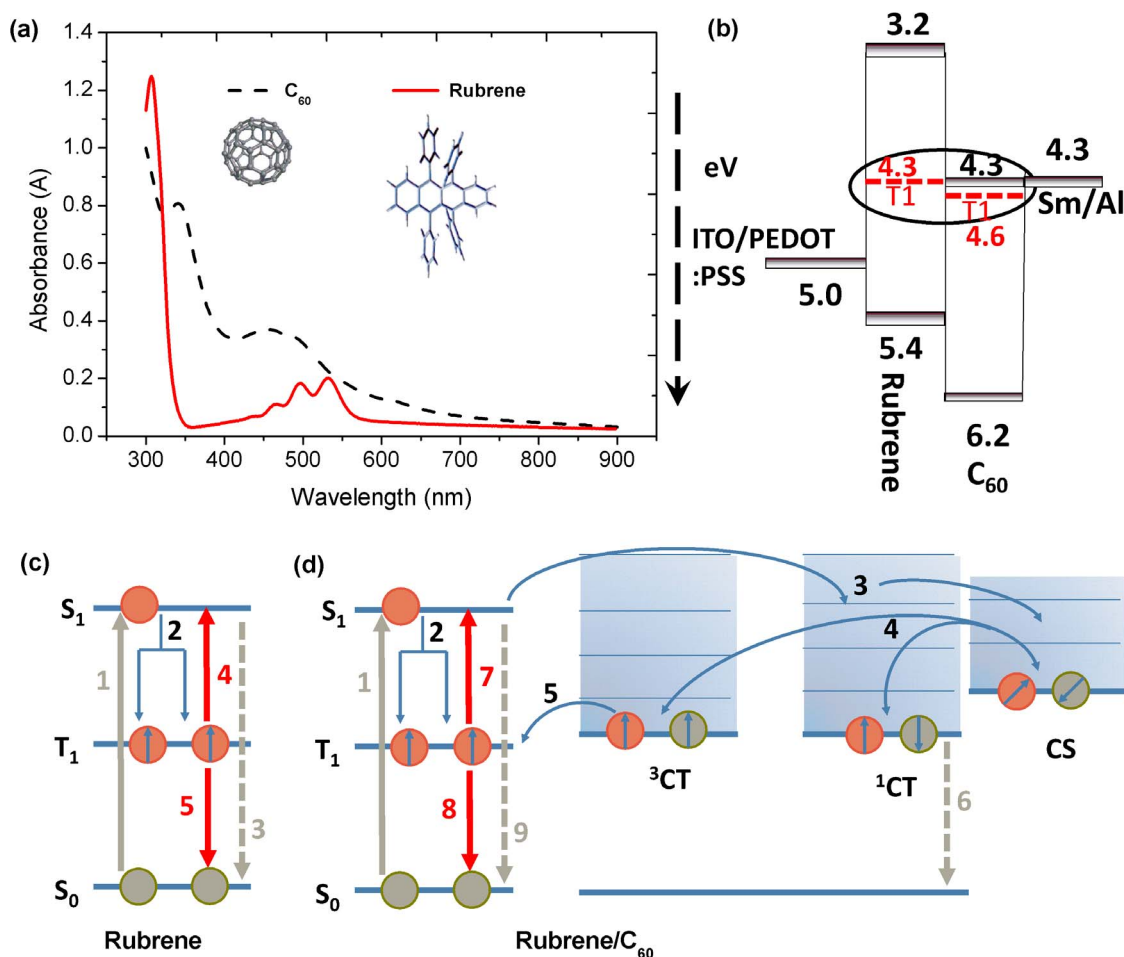 (a)
C60
Rubrene
1.4
1.2
1.0
0.8
0.6
0.4
0.2
0.0
Absorbance (A)
300 400 500 600 700 800 900
Wavelength (nm)
(b)
3.2
eV
4.3
T1
4.3
T1
4.6
4.3
Sm/Al
ITO/PEDOT
:PSS
5.0
5.4
Rubrene
6.2
C60
(c)
S1
2
1
4
T1
5
3
S0
Rubrene
(d)
S1
2
1
7
T1
8
9
S0
Rubrene/C60
3
4
5
3CT
1CT
CS
6